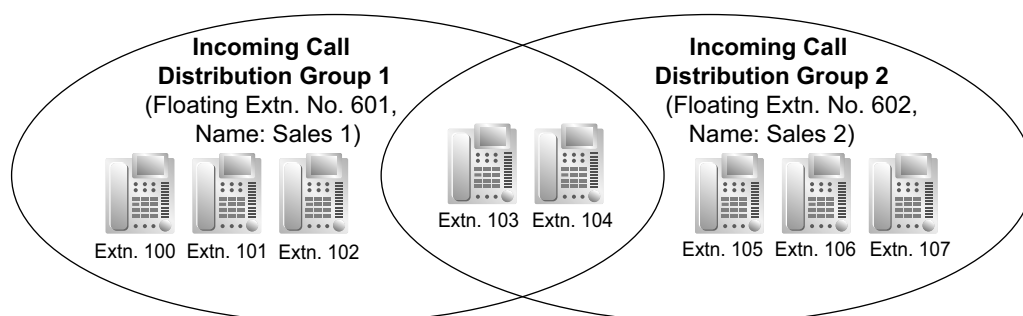 Incoming Call
Distribution Group 1
(Floating Extn. No. 601,
Name: Sales 1)
Extn. 100 Extn. 101 Extn. 102
Extn. 103 Extn. 104
Incoming Call
Distribution Group 2
(Floating Extn. No. 602,
Name: Sales 2)
Extn. 105 Extn. 106 Extn. 107